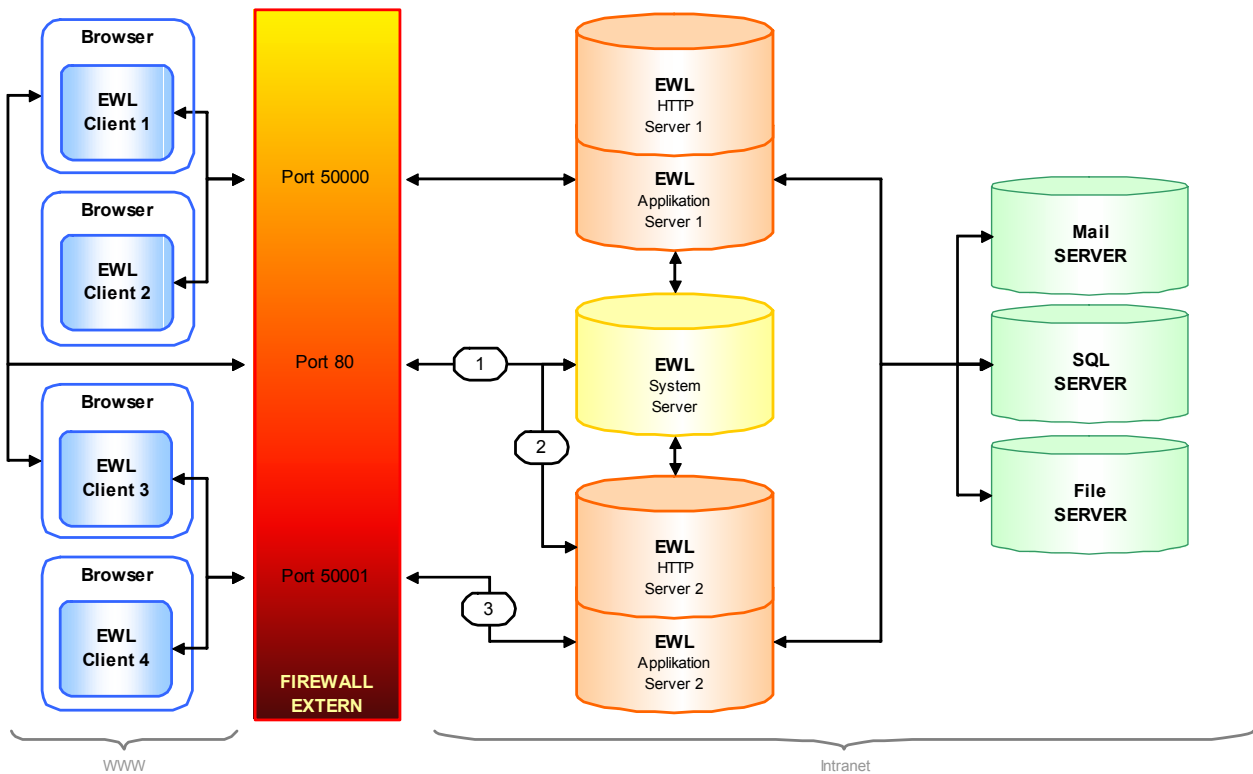 Browser
EWL
Client 1
Browser
EWL
Client 2
Browser
EWL
Client 3
Browser
EWL
Client 4
WWW
Port 50000
Port 80
Port 50001
FIREWALL
EXTERN
1
2
3
EWL
HTTP
Server 1
EWL
Applikation
Server 1
EWL
System
Server
EWL
HTTP
Server 2
EWL
Applikation
Server 2
Mail
SERVER
SQL
SERVER
File
SERVER
Intranet